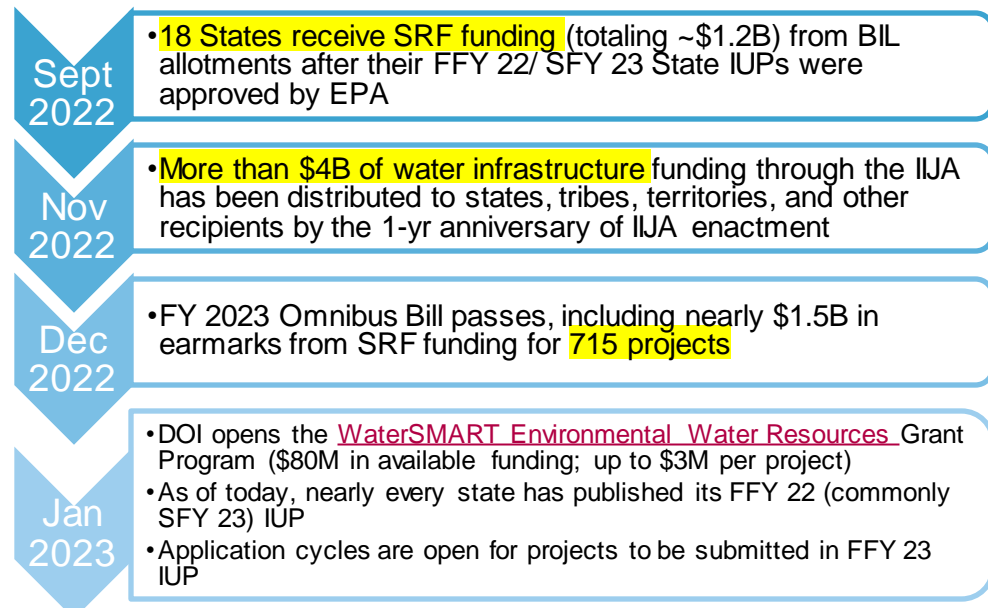 Sept
2022
•18 States receive SRF funding (totaling ~$1.2B) from BIL
allotments after their FFY 22/ SFY 23 State IUPs were
approved by EPA
Nov
2022
•More than $4B of water infrastructure funding through the IIJA
has been distributed to states, tribes, territories, and other
recipients by the 1-yr anniversary of IIJA enactment
Dec
2022
•FY 2023 Omnibus Bill passes, including nearly $1.5B in
earmarks from SRF funding for 715 projects
Jan
2023
•DOI opens the WaterSMART Environmental Water Resources Grant
Program ($80M in available funding; up to $3M per project)
•As of today, nearly every state has published its FFY 22 (commonly
SFY 23) IUP
•Application cycles are open for projects to be submitted in FFY 23
IUP